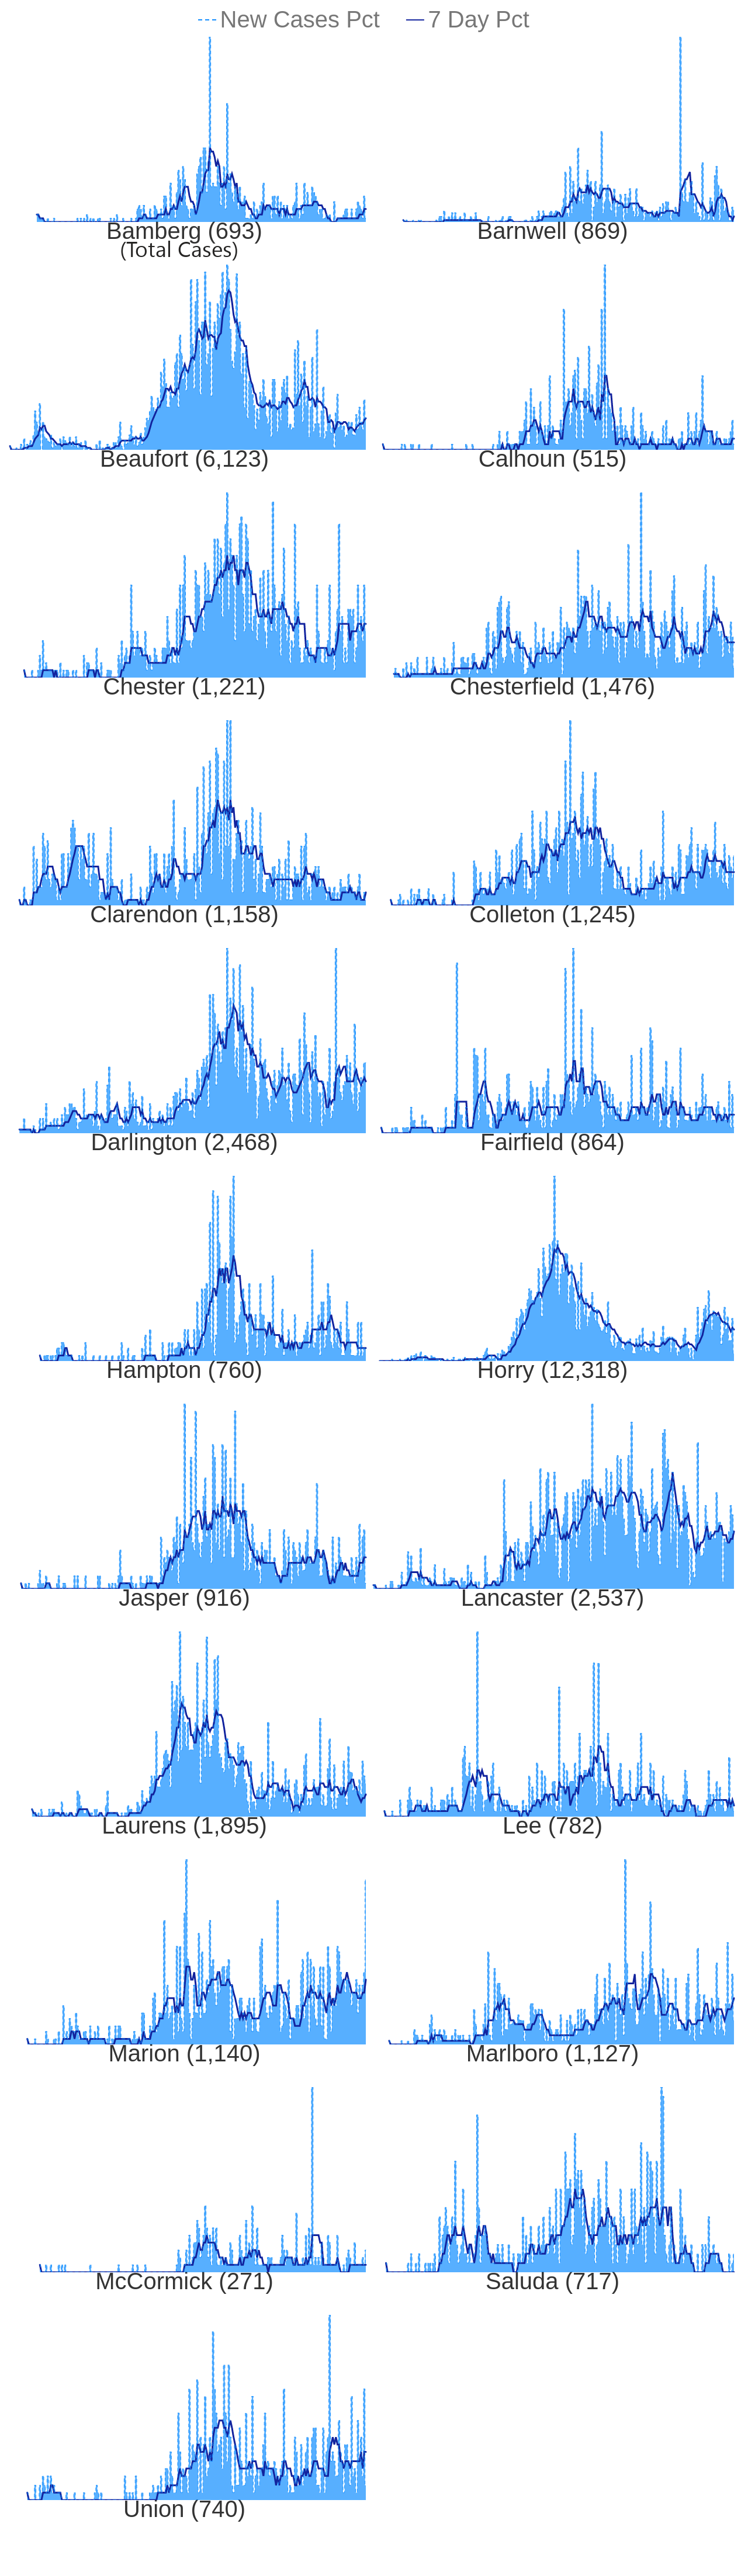 New Cases Pct 7 Day Pct
Bamberg (693) Barnwell (869)
(Total Cases)
Beaufort (6,123) Calhoun (515)
Chester (1,221) Chesterfield (1,476)
Clarendon (1,158) Colleton (1,245)
Darlington (2,468) Fairfield (864)
Hampton (760) Horry (12,318)
Jasper (916) Lancaster (2,537)
Laurens (1,895) Lee (782)
Marion (1,140) Marlboro (1,127)
McCormick (271) Saluda (717)
Union (740)